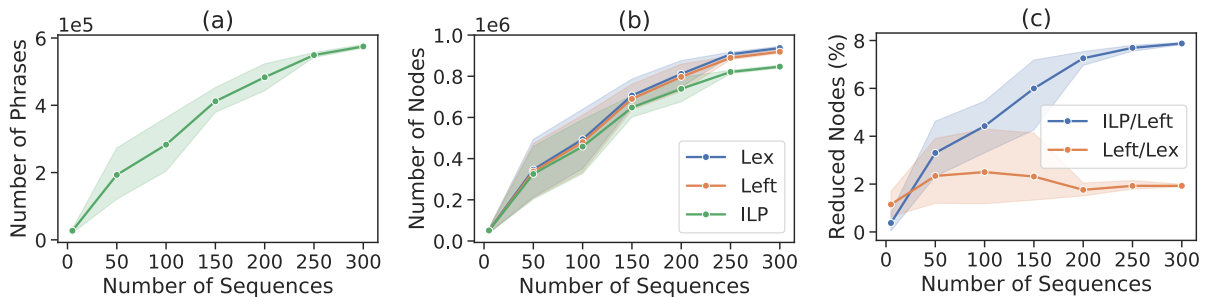 (a)
1e5
6
4
2
0
Number of Phrases
0 50 100 150 200 250 300
Number of Sequences
(b)
1e6
1.0
0.8
0.6
0.4
0.2
0.0
Number of Nodes
Lex
Left
ILP
0 50 100 150 200 250 300
Number of Sequences
(c)
8
6
4
2
0
Reduced Nodes (%)
ILP/Left
Left/Lex
0 50 100 150 200 250 300
Number of Sequences